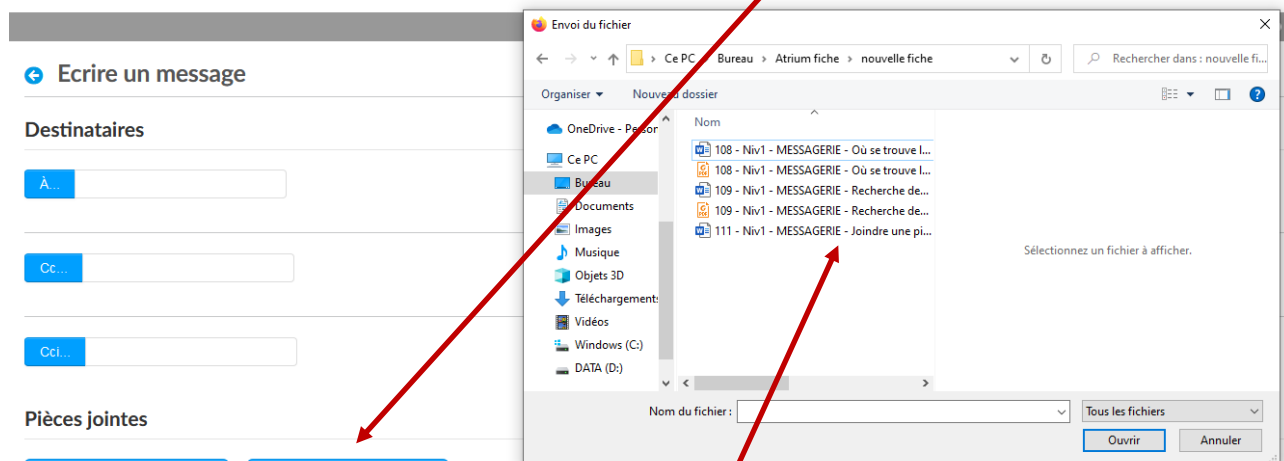 Ecrire un message
Destinataires
À...
Cc...
Cci...
Pièces jointes
Envoi du fichier
Ce PC > Bureau > Atrium fiche > nouvelle fiche
Rechercher dans : nouvelle fi...
Organiser
Nouveau dossier
OneDrive - Person
Ce PC
Bureau
Documents
Images
Musique
Objets 3D
Téléchargements
Vidéos
Windows (C:)
DATA (D:)
Nom
108 - Niv1 - MESSAGERIE - Où se trouve l...
108 - Niv1 - MESSAGERIE - Où se trouve l...
109 - Niv1 - MESSAGERIE - Recherche de...
109 - Niv1 - MESSAGERIE - Recherche de...
111 - Niv1 - MESSAGERIE - Joindre une pi...
Sélectionnez un fichier à afficher.
Nom du fichier :
Tous les fichiers
Ouvrir
Annuler